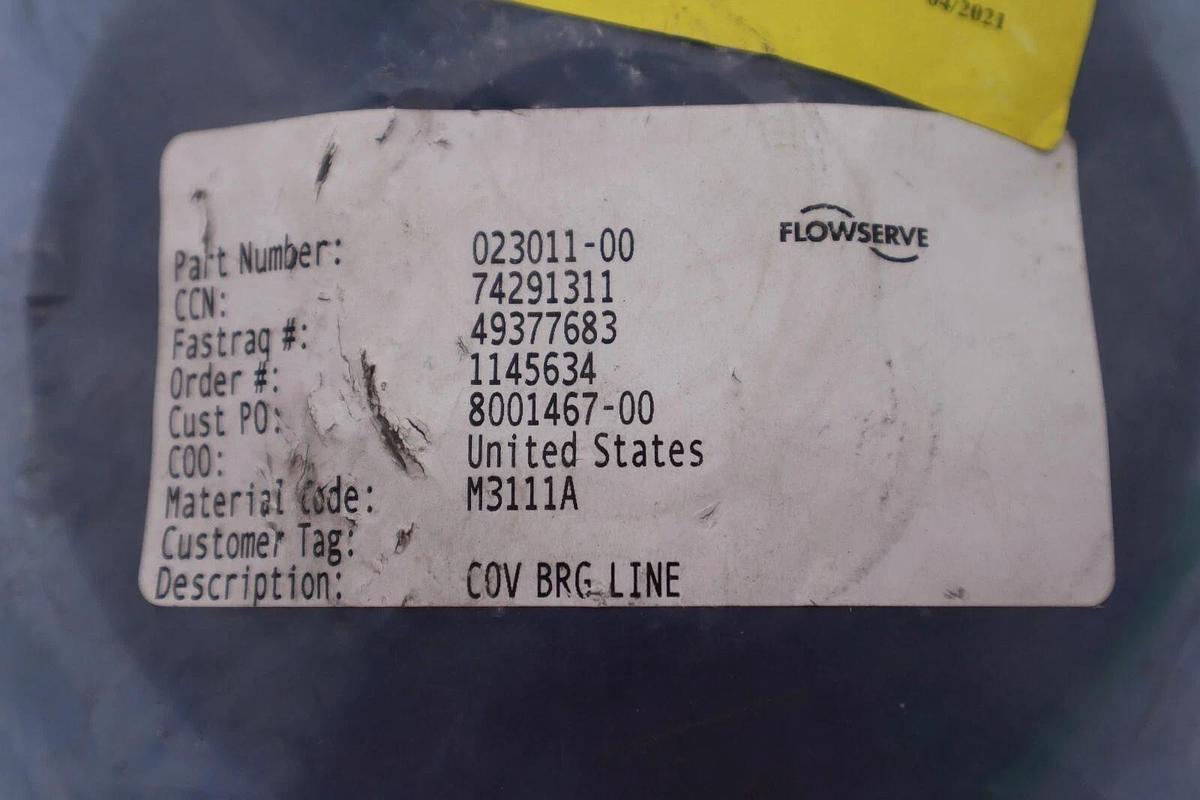 04/2021
FLOWSERVE
Part Number: 023011-00
CCN: 74291311
Fastraq #: 49377683
Order #: 1145634
Cust PO: 8001467-00
COO: United States
Material Code: M3111A
Customer Tag:
Description: COV BRG LINE